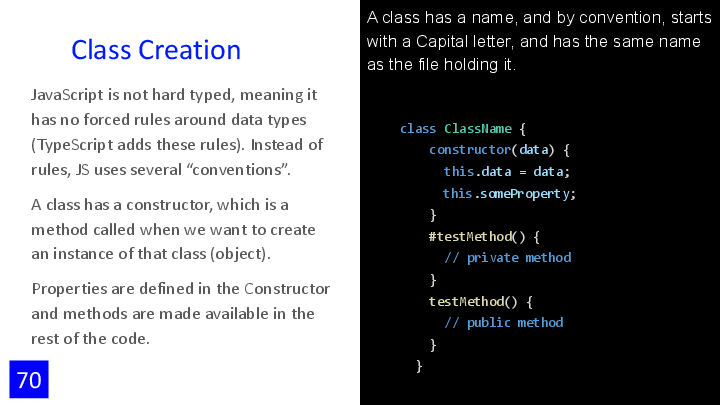 Class Creation
JavaScript is not hard typed, meaning it
has no forced rules around data types
(TypeScript adds these rules). Instead of
rules, JS uses several “conventions”.
A class has a constructor, which is a
method called when we want to create
an instance of that class (object).
Properties are defined in the Constructor
and methods are made available in the
rest of the code.
70
A class has a name, and by convention, starts
with a Capital letter, and has the same name
as the file holding it.
class ClassName {
constructor(data) {
this.data = data;
this.someProperty;
}
#testMethod() {
// private method
}
testMethod() {
// public method
}
}